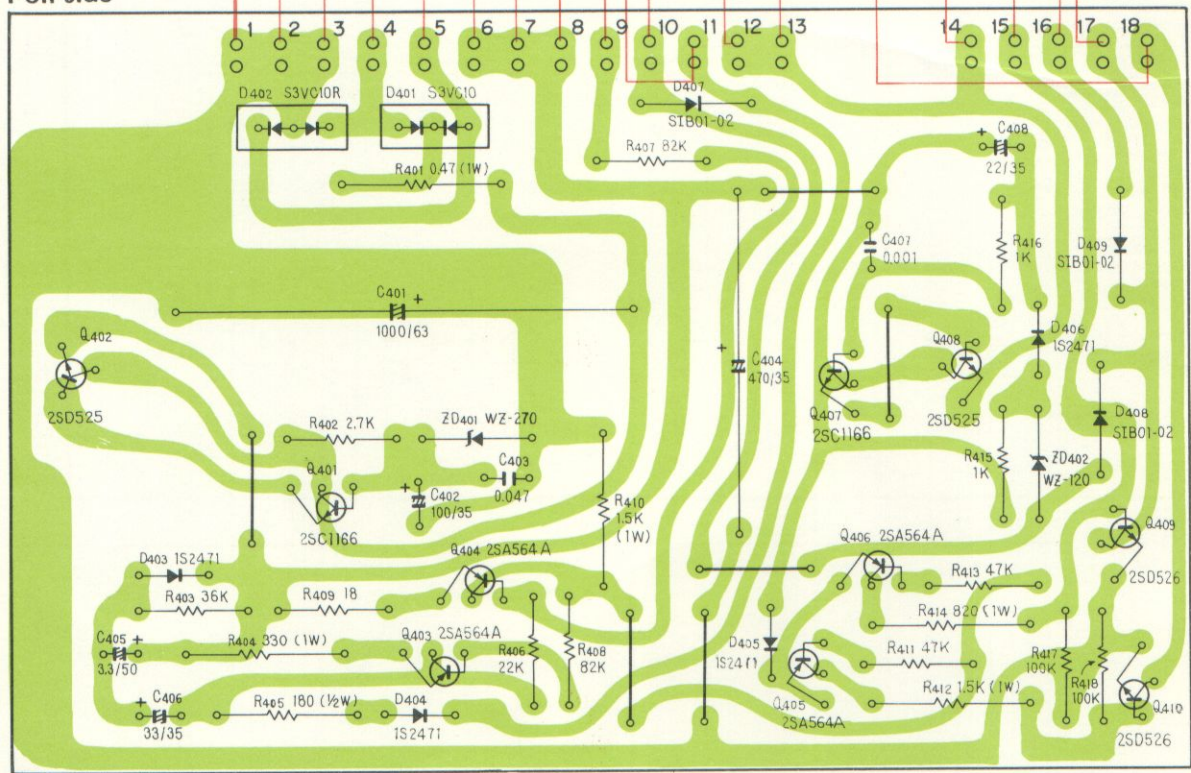 1 2 3 4 5 6 7 8 9 10 11 12 13 14 15 16 17 18
D402 S3VC10R
D401 S3VC10
D407
S1B01-02
R407 82K
+ C408
22/35
R401 0.47 (1W)
C407
0.001
R416
1K
D409
S1B01-02
C401 +
1000/63
Q402
2SD525
+ C404
470/35
Q407
2SC1166
Q408
2SD525
D406
1S2471
D408
S1B01-02
R402 2.7K
ZD401 WZ-270
Q401
2SC1166
+ C402
100/35
C403
0.047
R410
1.5K
(1W)
R415
1K
ZD402
WZ-120
Q409
2SD526
D403 1S2471
Q404 2SA564A
Q406 2SA564A
R413 47K
R403 36K
R409 18
R414 820 (1W)
C405 +
3.3/50
R404 330 (1W)
Q403 2SA564A
R406
22K
R408
82K
D405
1S2471
R411 47K
R417
100K
R418
100K
+ C406
33/35
R405 180 (½W)
D404
1S2471
Q405
2SA564A
R412 1.5K (1W)
Q410
2SD526